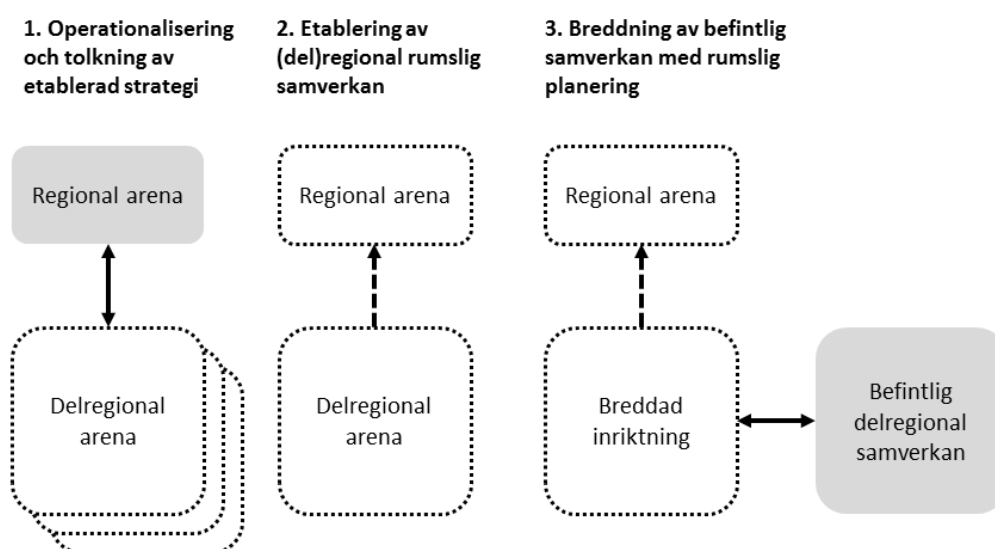 1. Operationalisering
och tolkning av
etablerad strategi
2. Etablering av
(del)regional rumslig
samverkan
3. Breddning av befintlig
samverkan med rumslig
planering
Regional arena
Regional arena
Regional arena
Delregional
arena
Delregional
arena
Breddad
inriktning
Befintlig
delregional
samverkan